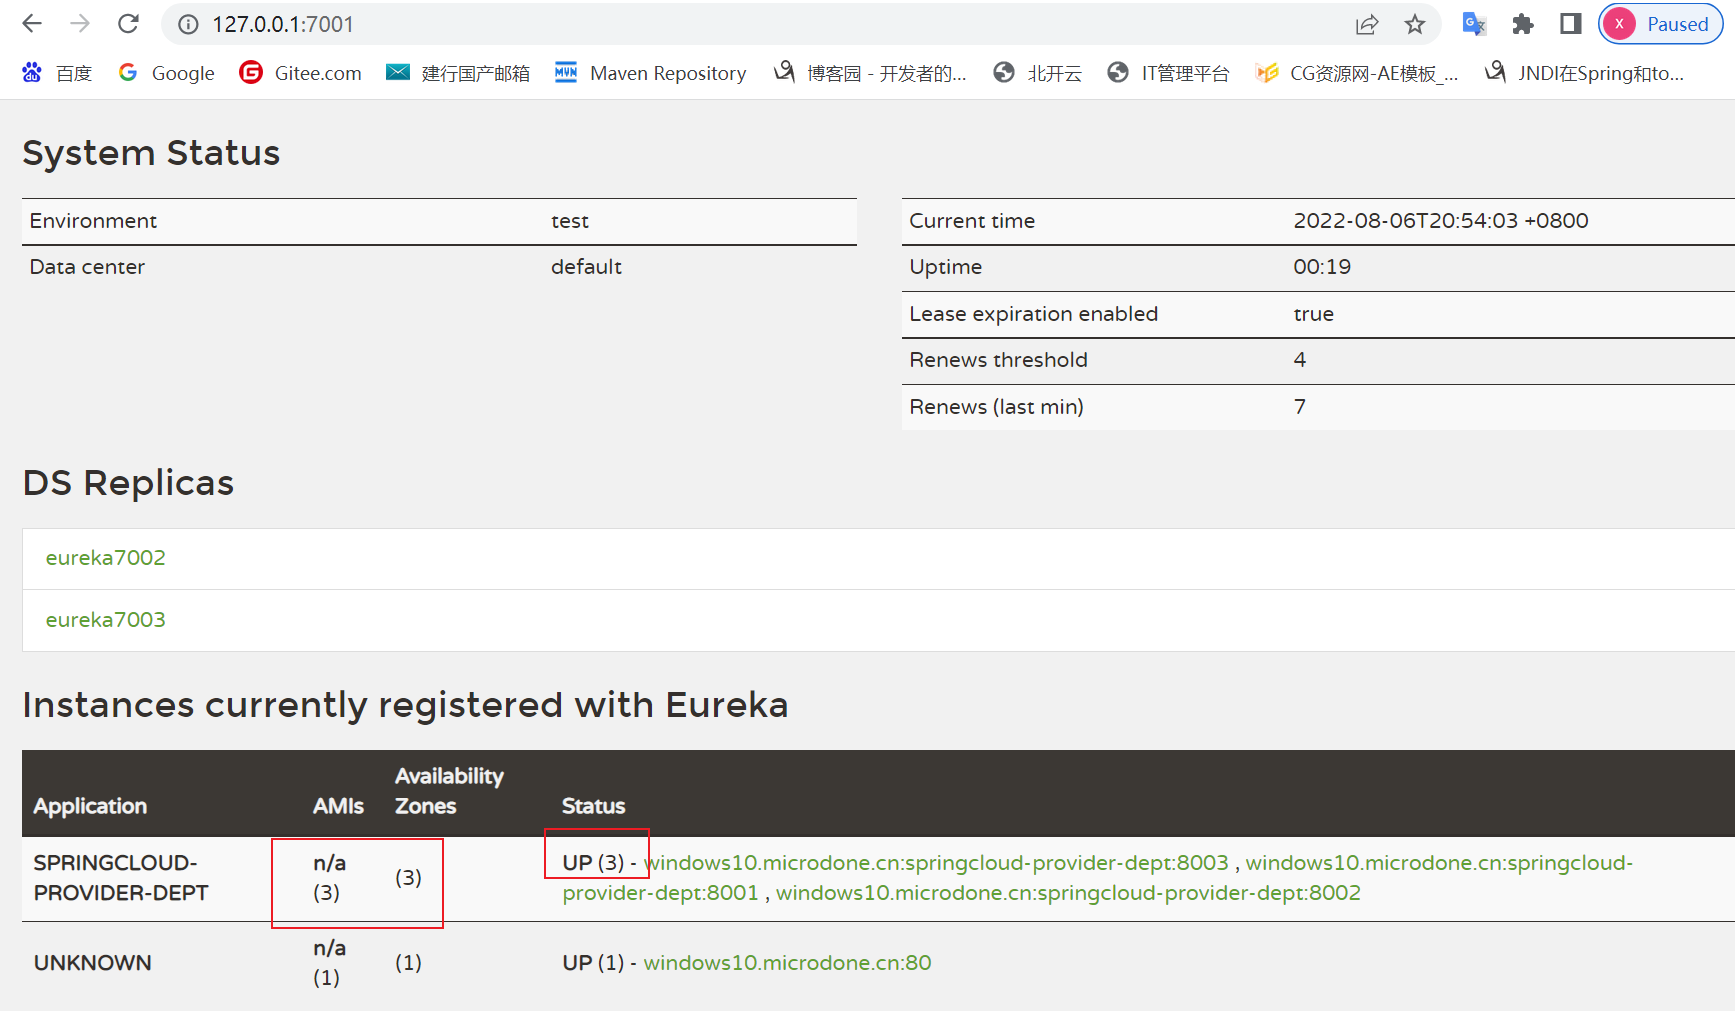 127.0.0.1:7001
Paused
X
百度
Google
Gitee.com
建行国产邮箱
Maven Repository
博客园 - 开发者的...
北开云
IT管理平台
CG资源网-AE模板_...
JNDI在Spring和to...
System Status
Environment test
Data center default
Current time 2022-08-06T20:54:03 +0800
Uptime 00:19
Lease expiration enabled true
Renews threshold 4
Renews (last min) 7
DS Replicas
eureka7002
eureka7003
Instances currently registered with Eureka
Application AMIs Availability Zones Status
SPRINGCLOUD-
PROVIDER-DEPT
n/a
(3)
(3)
UP (3) - windows10.microdone.cn:springcloud-provider-dept:8003 , windows10.microdone.cn:springcloud-
provider-dept:8001 , windows10.microdone.cn:springcloud-provider-dept:8002
UNKNOWN
n/a
(1)
(1)
UP (1) - windows10.microdone.cn:80